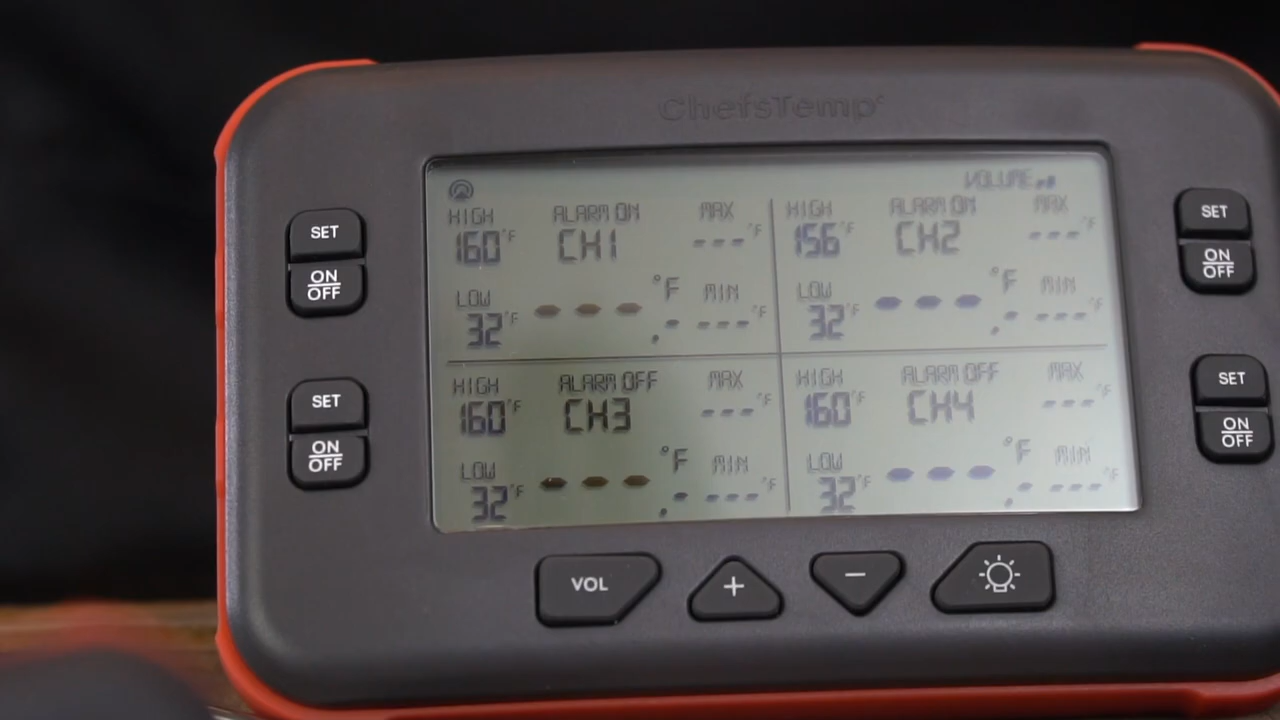 ChefsTemp
VOLUME
HIGH ALARM ON MAX
160°F CH1 ---°F
LOW °F MIN
32°F ---.- ---°F
HIGH ALARM ON MAX
156°F CH2 ---°F
LOW °F MIN
32°F ---.- ---°F
HIGH ALARM OFF MAX
160°F CH3 ---°F
LOW °F MIN
32°F ---.- ---°F
HIGH ALARM OFF MAX
160°F CH4 ---°F
LOW °F MIN
32°F ---.- ---°F
SET
ON
OFF
SET
ON
OFF
SET
ON
OFF
SET
ON
OFF
VOL + −